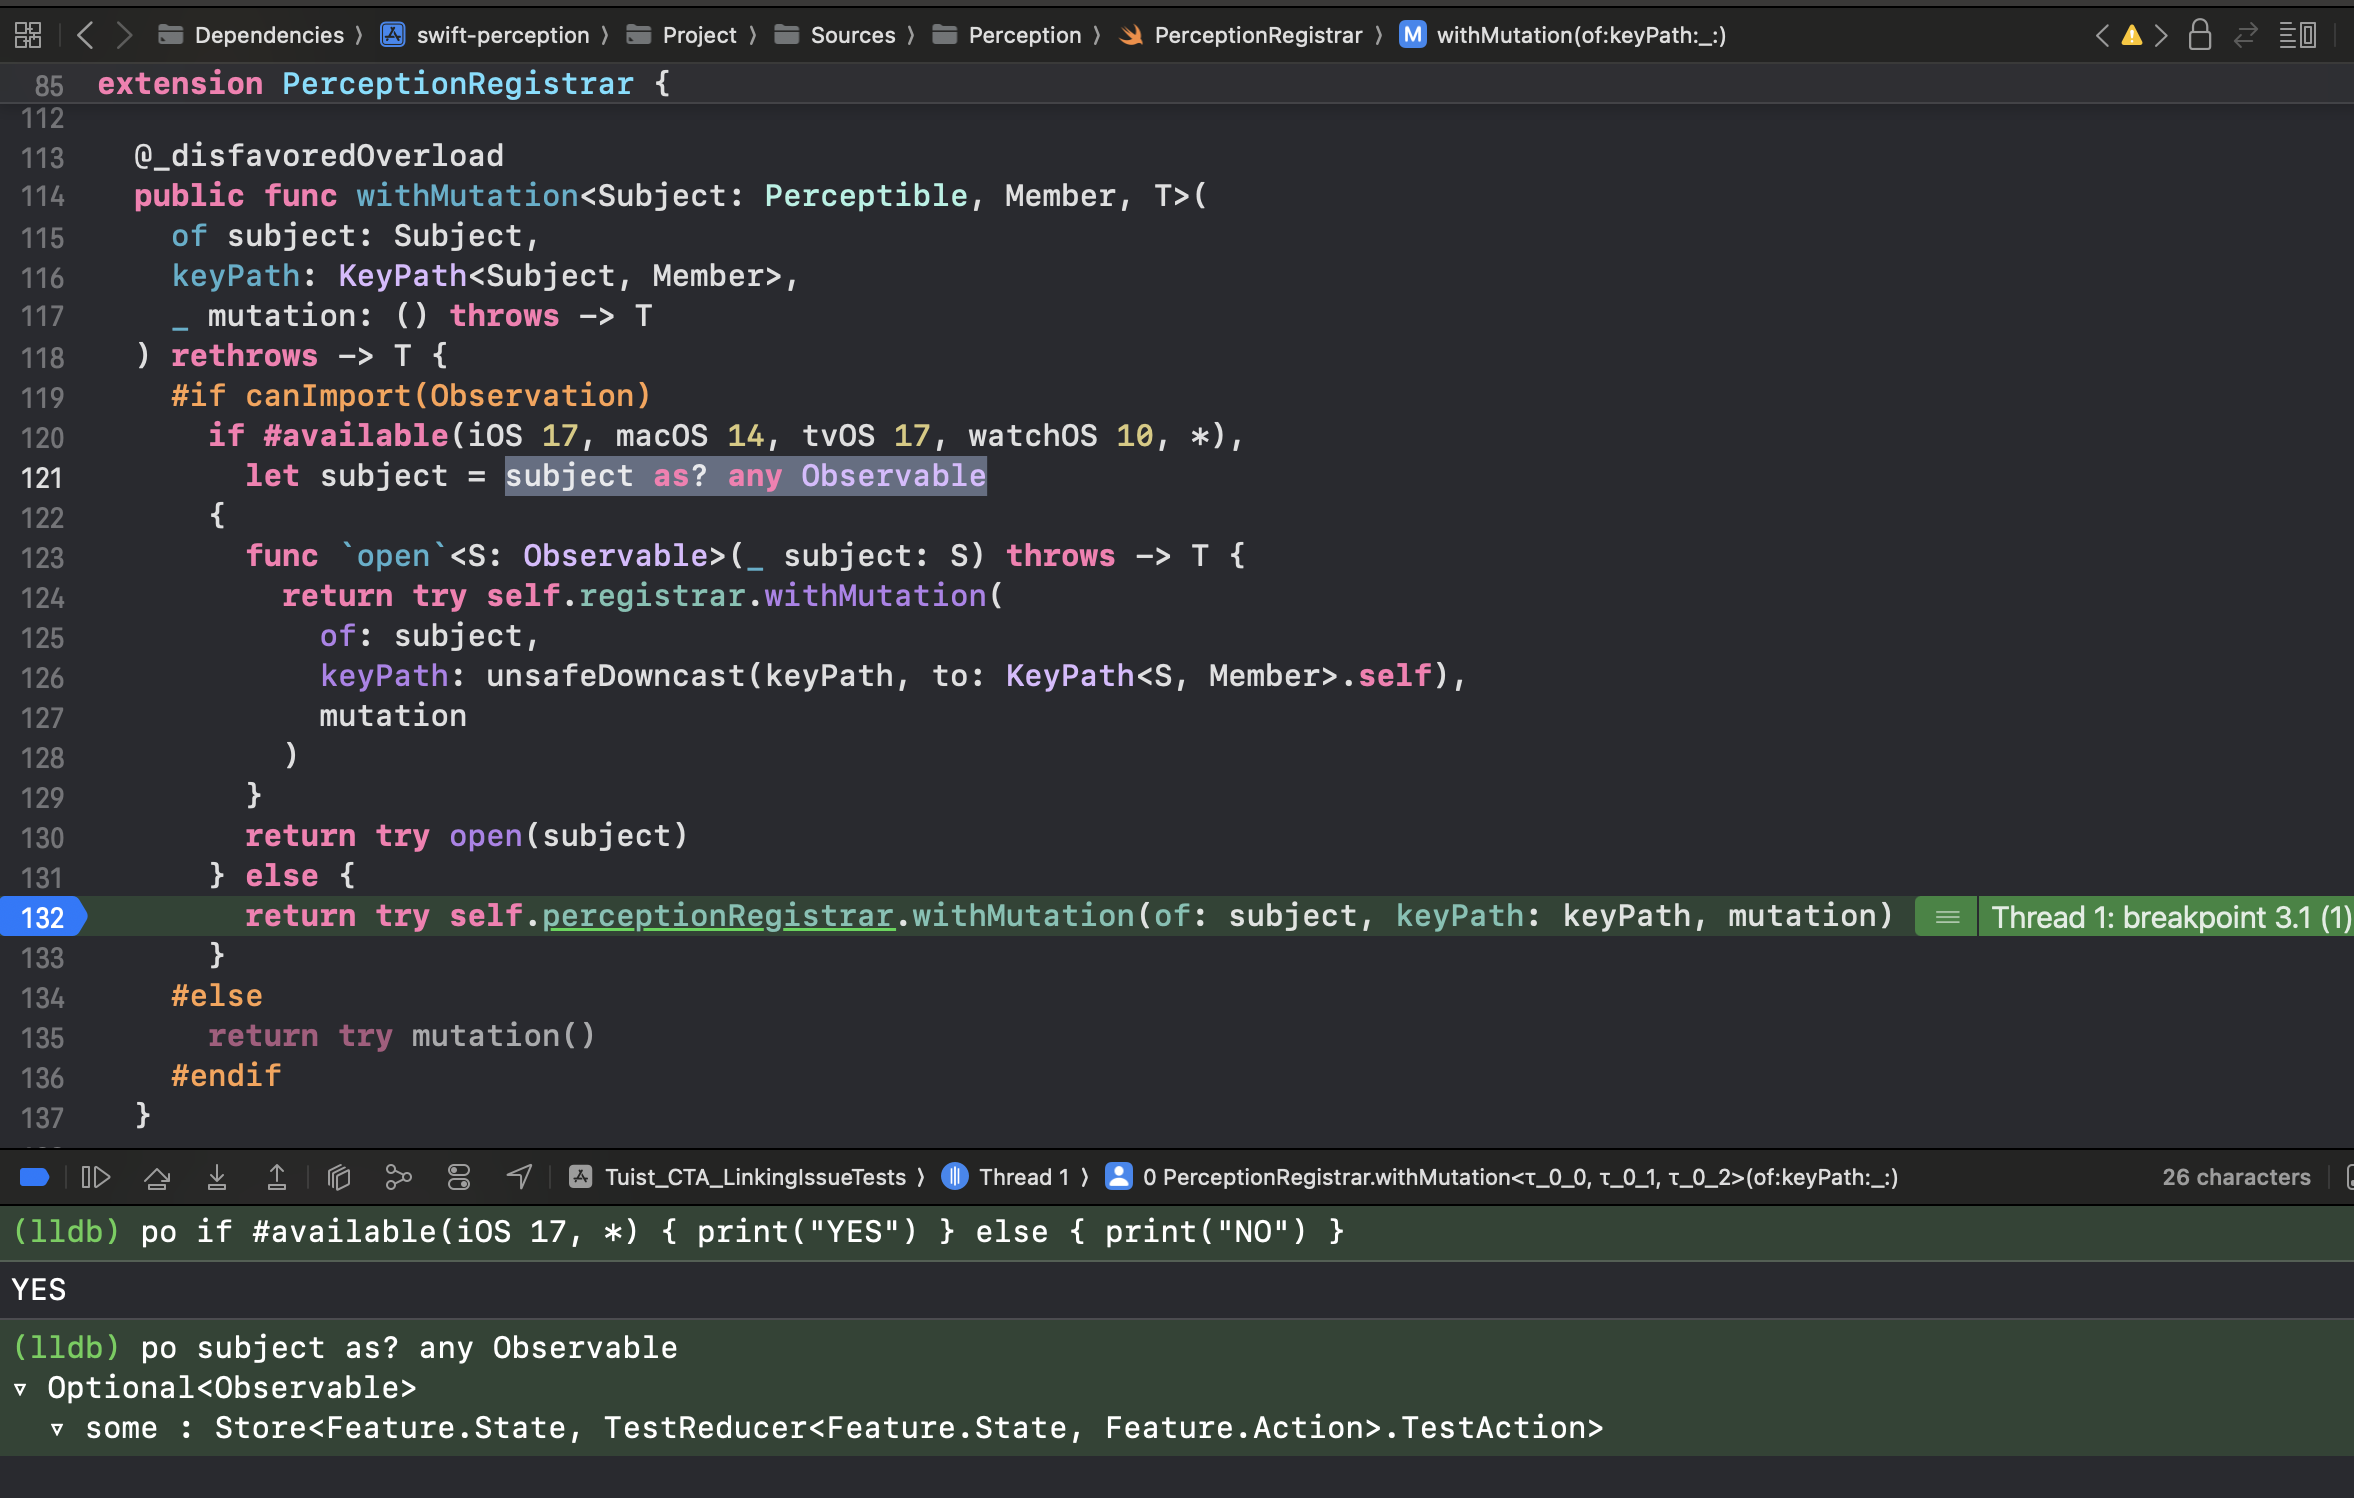 Dependencies 〉 swift-perception 〉 Project 〉 Sources 〉 Perception 〉 PerceptionRegistrar 〉 M withMutation(of:keyPath:_:)
85 extension PerceptionRegistrar {
112
113 @_disfavoredOverload
114 public func withMutation<Subject: Perceptible, Member, T>(
115 of subject: Subject,
116 keyPath: KeyPath<Subject, Member>,
117 _ mutation: () throws -> T
118 ) rethrows -> T {
119 #if canImport(Observation)
120 if #available(iOS 17, macOS 14, tvOS 17, watchOS 10, *),
121 let subject = subject as? any Observable
122 {
123 func `open`<S: Observable>(_ subject: S) throws -> T {
124 return try self.registrar.withMutation(
125 of: subject,
126 keyPath: unsafeDowncast(keyPath, to: KeyPath<S, Member>.self),
127 mutation
128 )
129 }
130 return try open(subject)
131 } else {
132 return try self.perceptionRegistrar.withMutation(of: subject, keyPath: keyPath, mutation) Thread 1: breakpoint 3.1 (1)
133 }
134 #else
135 return try mutation()
136 #endif
137 }
Tuist_CTA_LinkingIssueTests 〉 Thread 1 〉 0 PerceptionRegistrar.withMutation<τ_0_0, τ_0_1, τ_0_2>(of:keyPath:_:) 26 characters
(lldb) po if #available(iOS 17, *) { print("YES") } else { print("NO") }
YES
(lldb) po subject as? any Observable
▿ Optional<Observable>
▿ some : Store<Feature.State, TestReducer<Feature.State, Feature.Action>.TestAction>